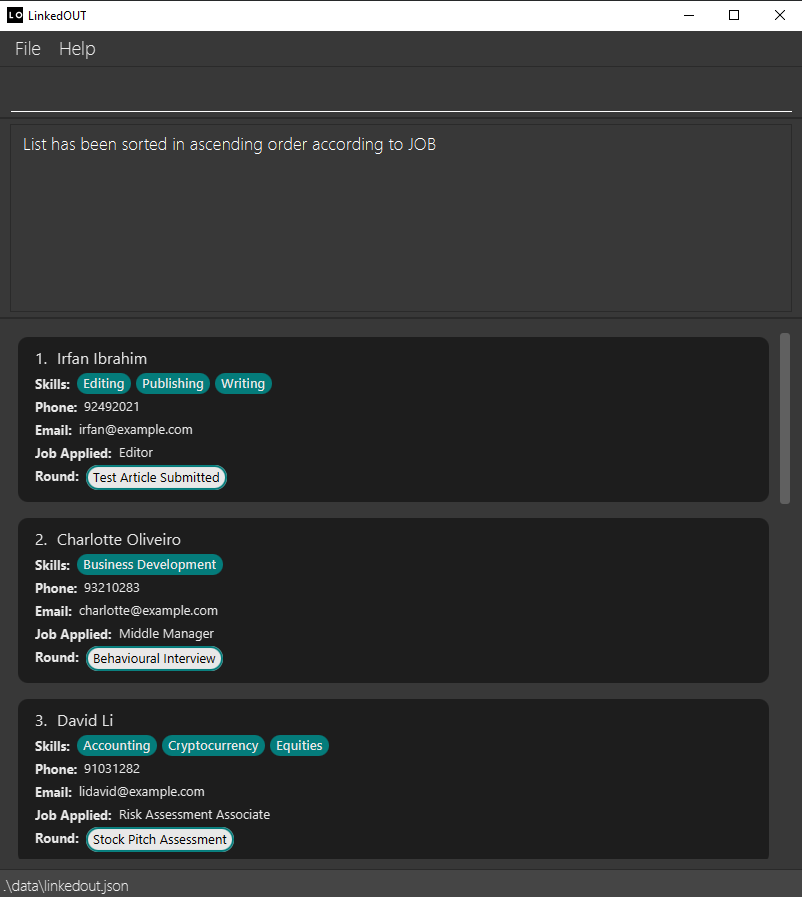 LO LinkedOUT
File Help
List has been sorted in ascending order according to JOB
1. Irfan Ibrahim
Skills: Editing Publishing Writing
Phone: 92492021
Email: irfan@example.com
Job Applied: Editor
Round: Test Article Submitted
2. Charlotte Oliveiro
Skills: Business Development
Phone: 93210283
Email: charlotte@example.com
Job Applied: Middle Manager
Round: Behavioural Interview
3. David Li
Skills: Accounting Cryptocurrency Equities
Phone: 91031282
Email: lidavid@example.com
Job Applied: Risk Assessment Associate
Round: Stock Pitch Assessment
.\data\linkedout.json